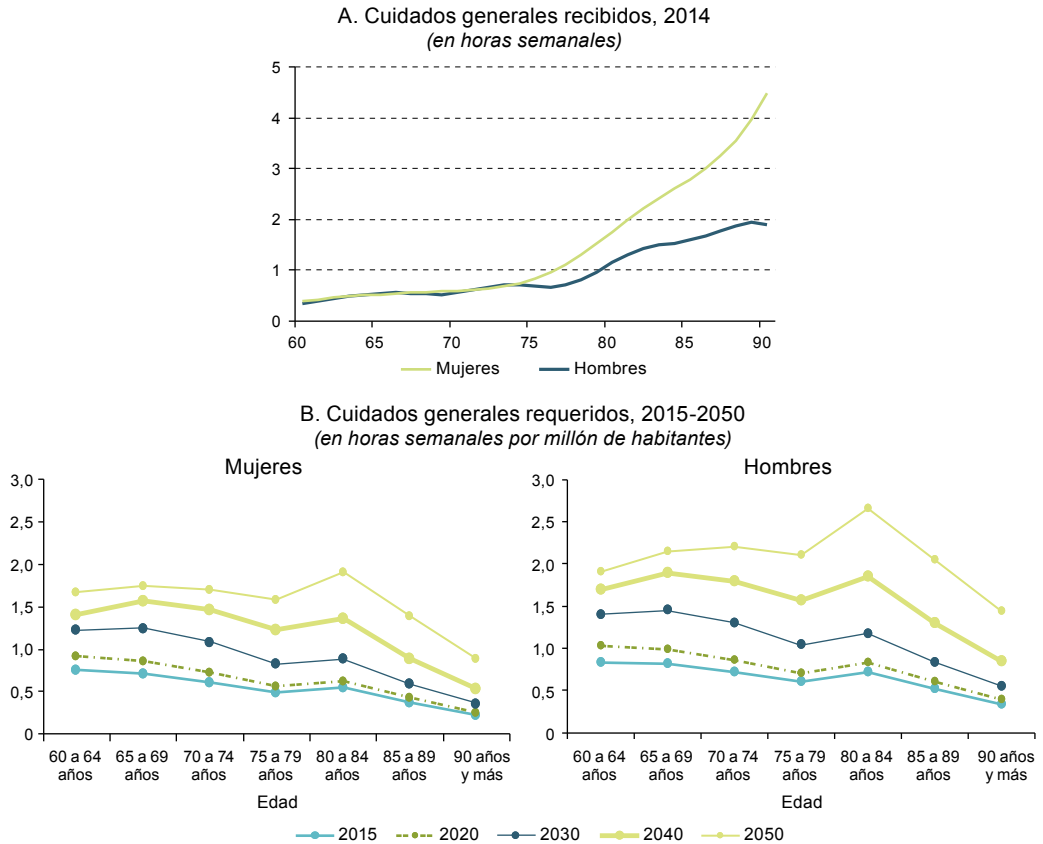 A. Cuidados generales recibidos, 2014
(en horas semanales)
5
4
3
2
1
0
60 65 70 75 80 85 90
Mujeres Hombres
B. Cuidados generales requeridos, 2015-2050
(en horas semanales por millón de habitantes)
Mujeres
3,0
2,5
2,0
1,5
1,0
0,5
0
60 a 64 65 a 69 70 a 74 75 a 79 80 a 84 85 a 89 90 años
años años años años años años y más
Edad
Hombres
3,0
2,5
2,0
1,5
1,0
0,5
0
60 a 64 65 a 69 70 a 74 75 a 79 80 a 84 85 a 89 90 años
años años años años años años y más
Edad
2015 2020 2030 2040 2050